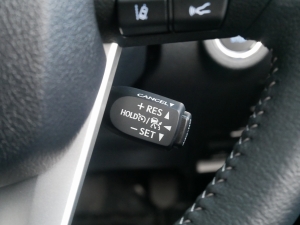 CANCEL
+ RES
HOLD(S)/
− SET